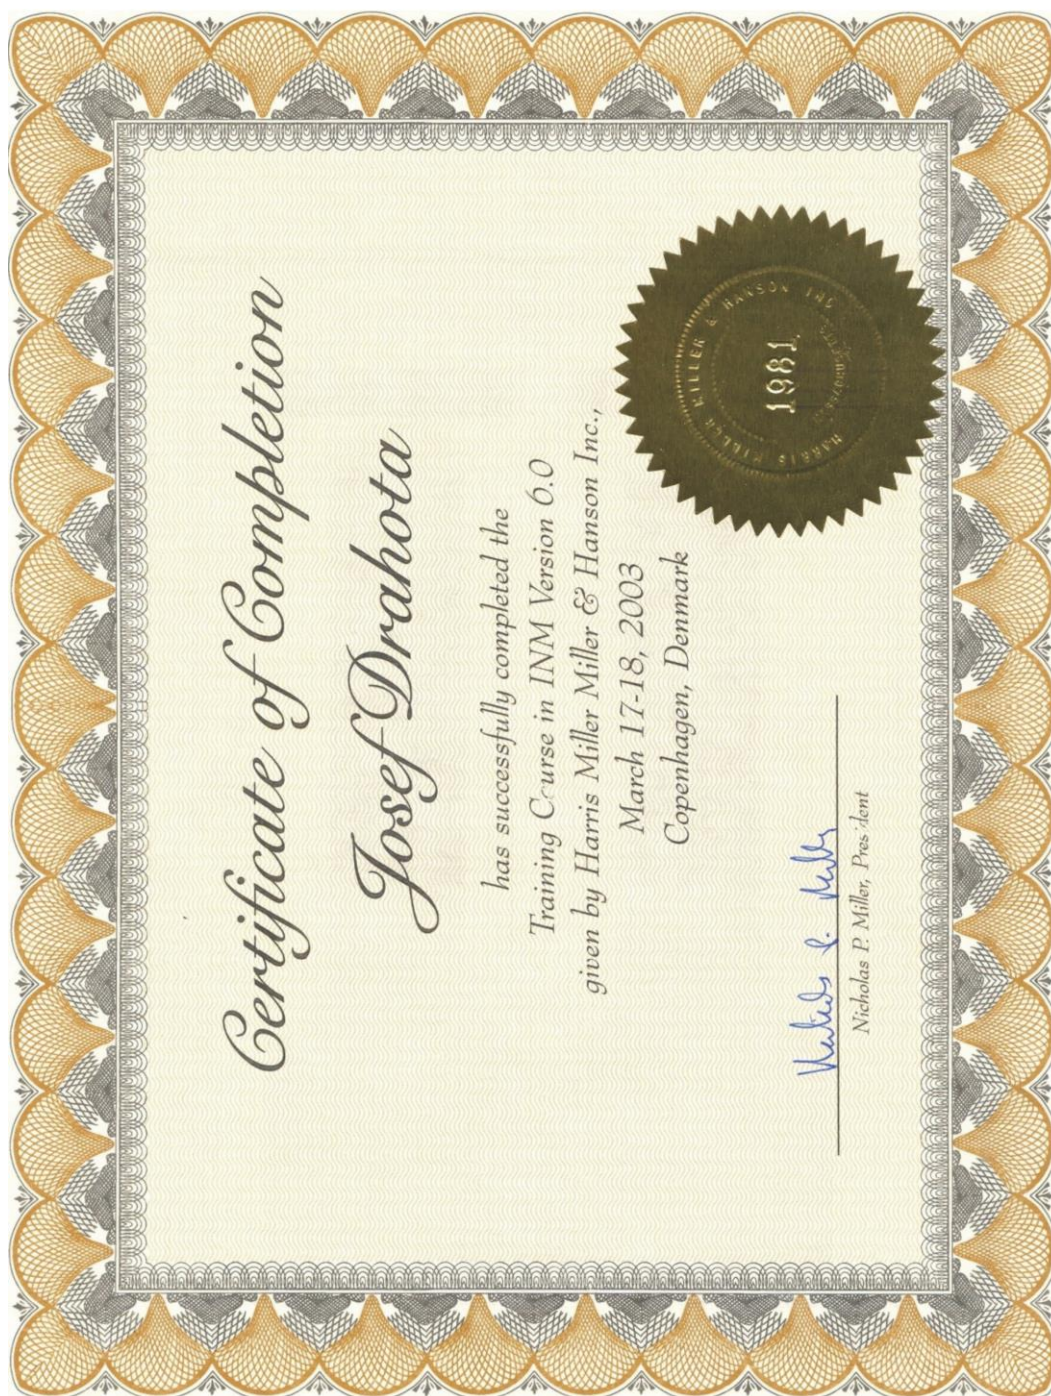 Certificate of Completion
Josef Drahota
has successfully completed the
Training Course in INM Version 6.0
given by Harris Miller Miller & Hanson Inc.,
March 17-18, 2003
Copenhagen, Denmark
HARRIS MILLER MILLER & HANSON INC
1981
Nicholas P. Miller, President